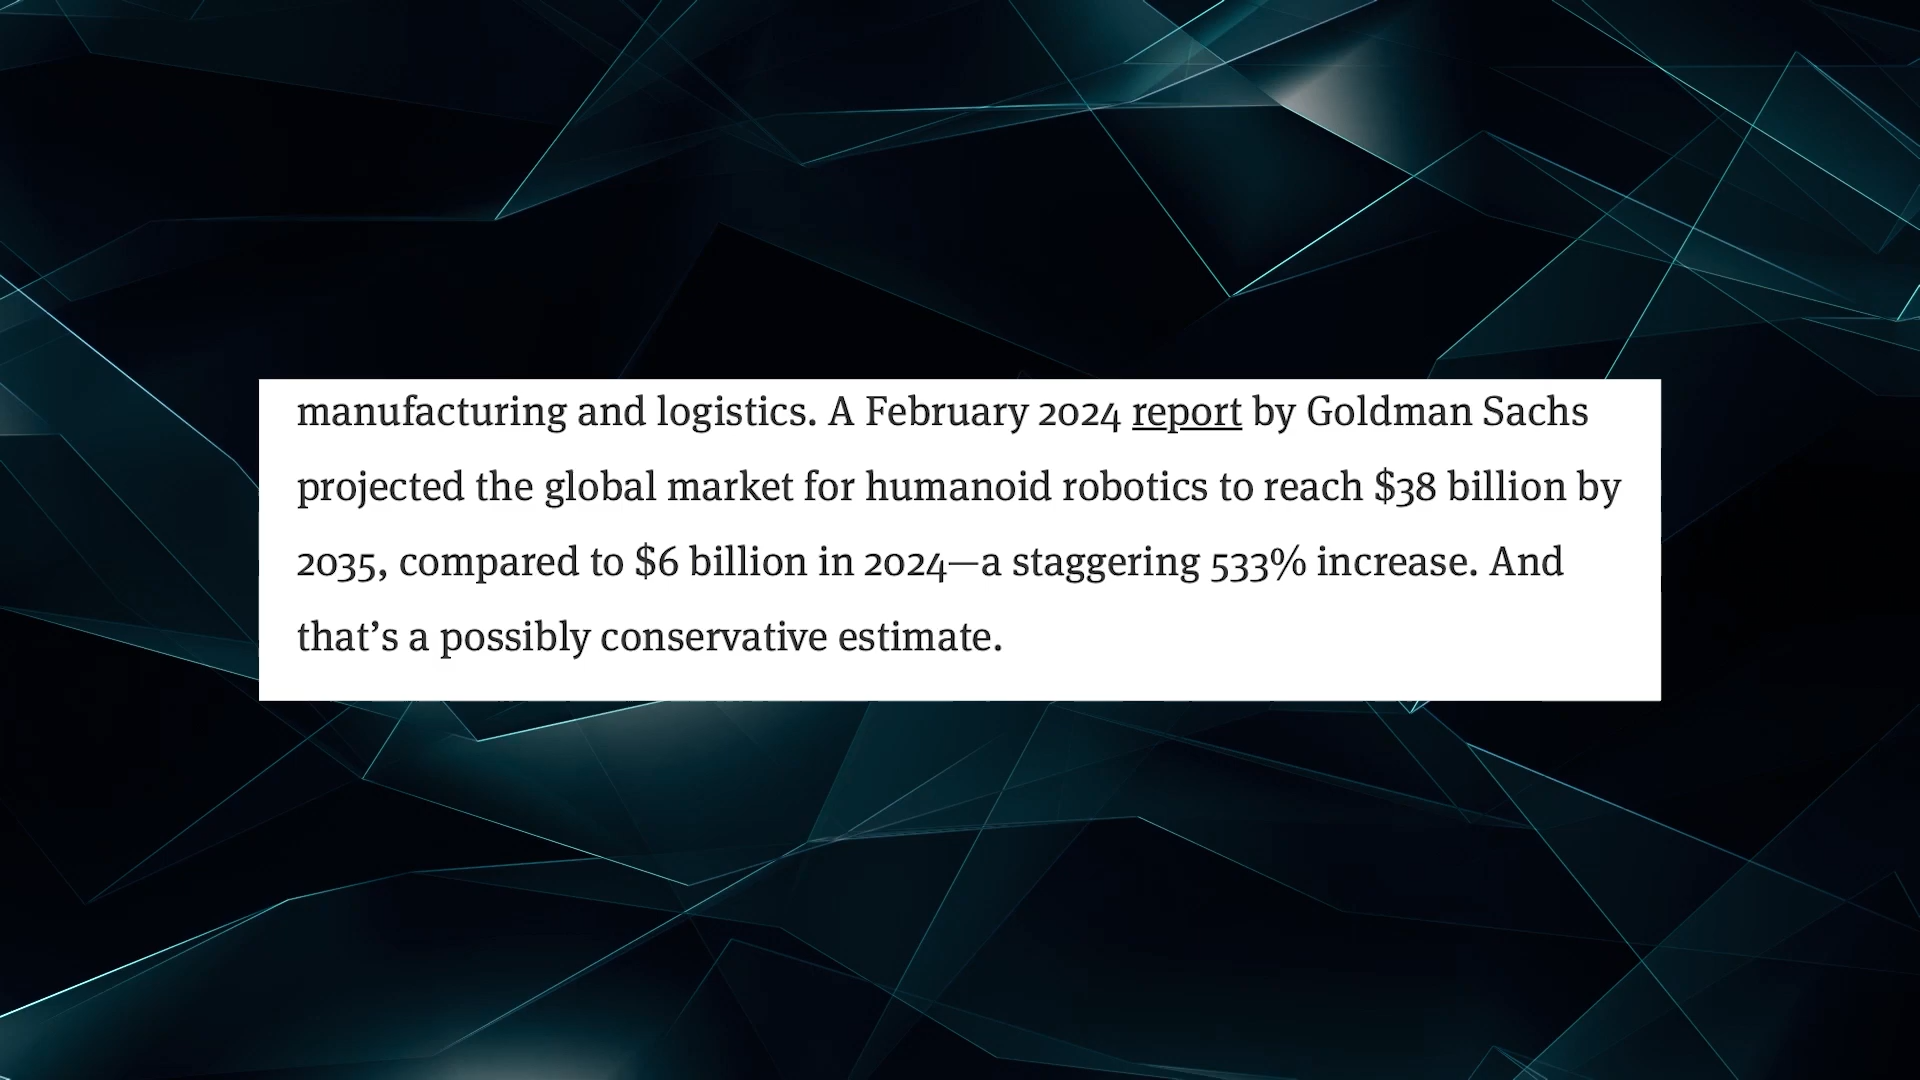 manufacturing and logistics. A February 2024 report by Goldman Sachs
projected the global market for humanoid robotics to reach $38 billion by
2035, compared to $6 billion in 2024—a staggering 533% increase. And
that’s a possibly conservative estimate.